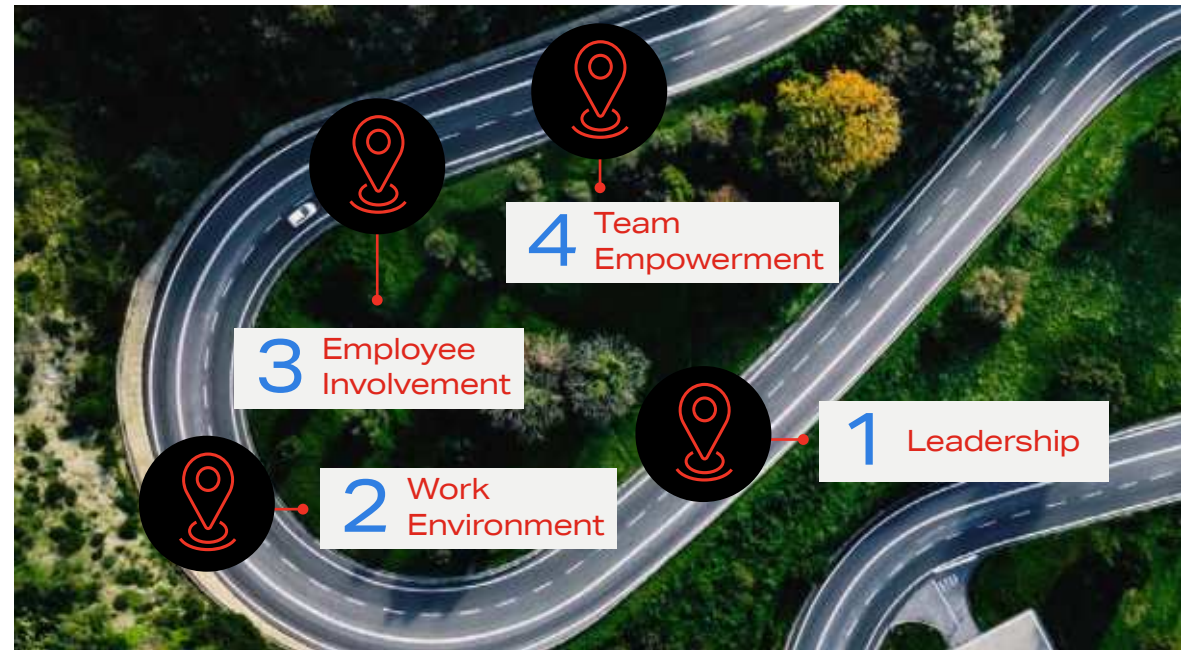 4 Team
Empowerment
3 Employee
Involvement
1 Leadership
2 Work
Environment